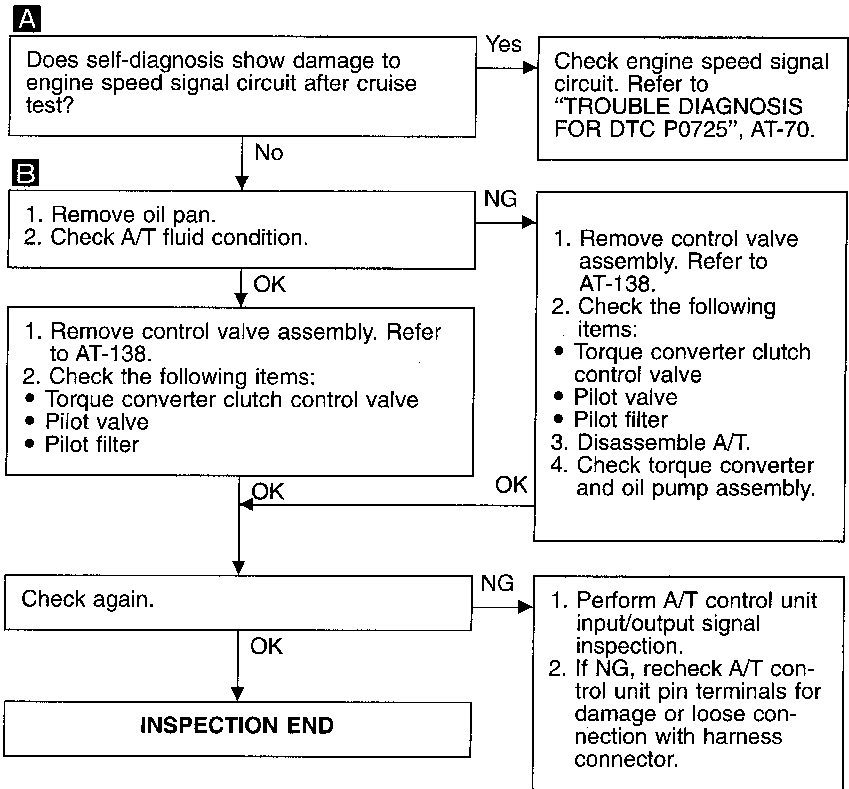 A
Does self-diagnosis show damage to
engine speed signal circuit after cruise
test?
Yes
Check engine speed signal
circuit. Refer to
“TROUBLE DIAGNOSIS
FOR DTC P0725”, AT-70.
No
B
1. Remove oil pan.
2. Check A/T fluid condition.
NG
1. Remove control valve
assembly. Refer to
AT-138.
2. Check the following
items:
• Torque converter clutch
control valve
• Pilot valve
• Pilot filter
3. Disassemble A/T.
4. Check torque converter
and oil pump assembly.
OK
1. Remove control valve assembly. Refer
to AT-138.
2. Check the following items:
• Torque converter clutch control valve
• Pilot valve
• Pilot filter
OK
OK
Check again.
NG
1. Perform A/T control unit
input/output signal
inspection.
2. If NG, recheck A/T con-
trol unit pin terminals for
damage or loose con-
nection with harness
connector.
OK
INSPECTION END